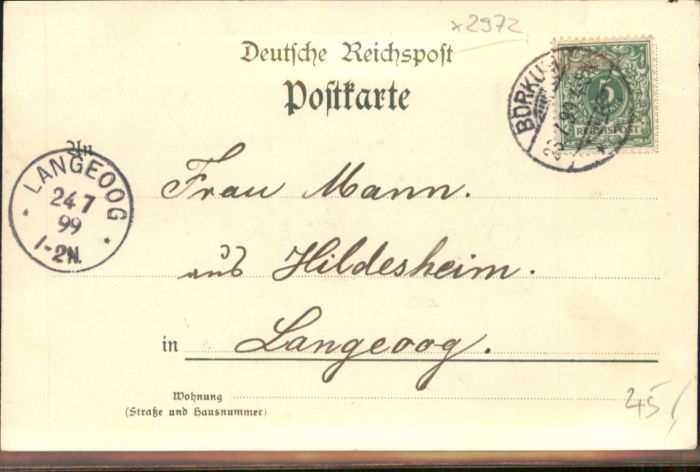 *2972
Deutsche Reichspost
Postkarte
BORKUM
5
REICHSPOST
An
LANGEOOG
24 7
99
1-2N.
Frau Mann.
aus Hildesheim.
in Langeoog.
Wohnung
(Straße und Hausnummer)
45/